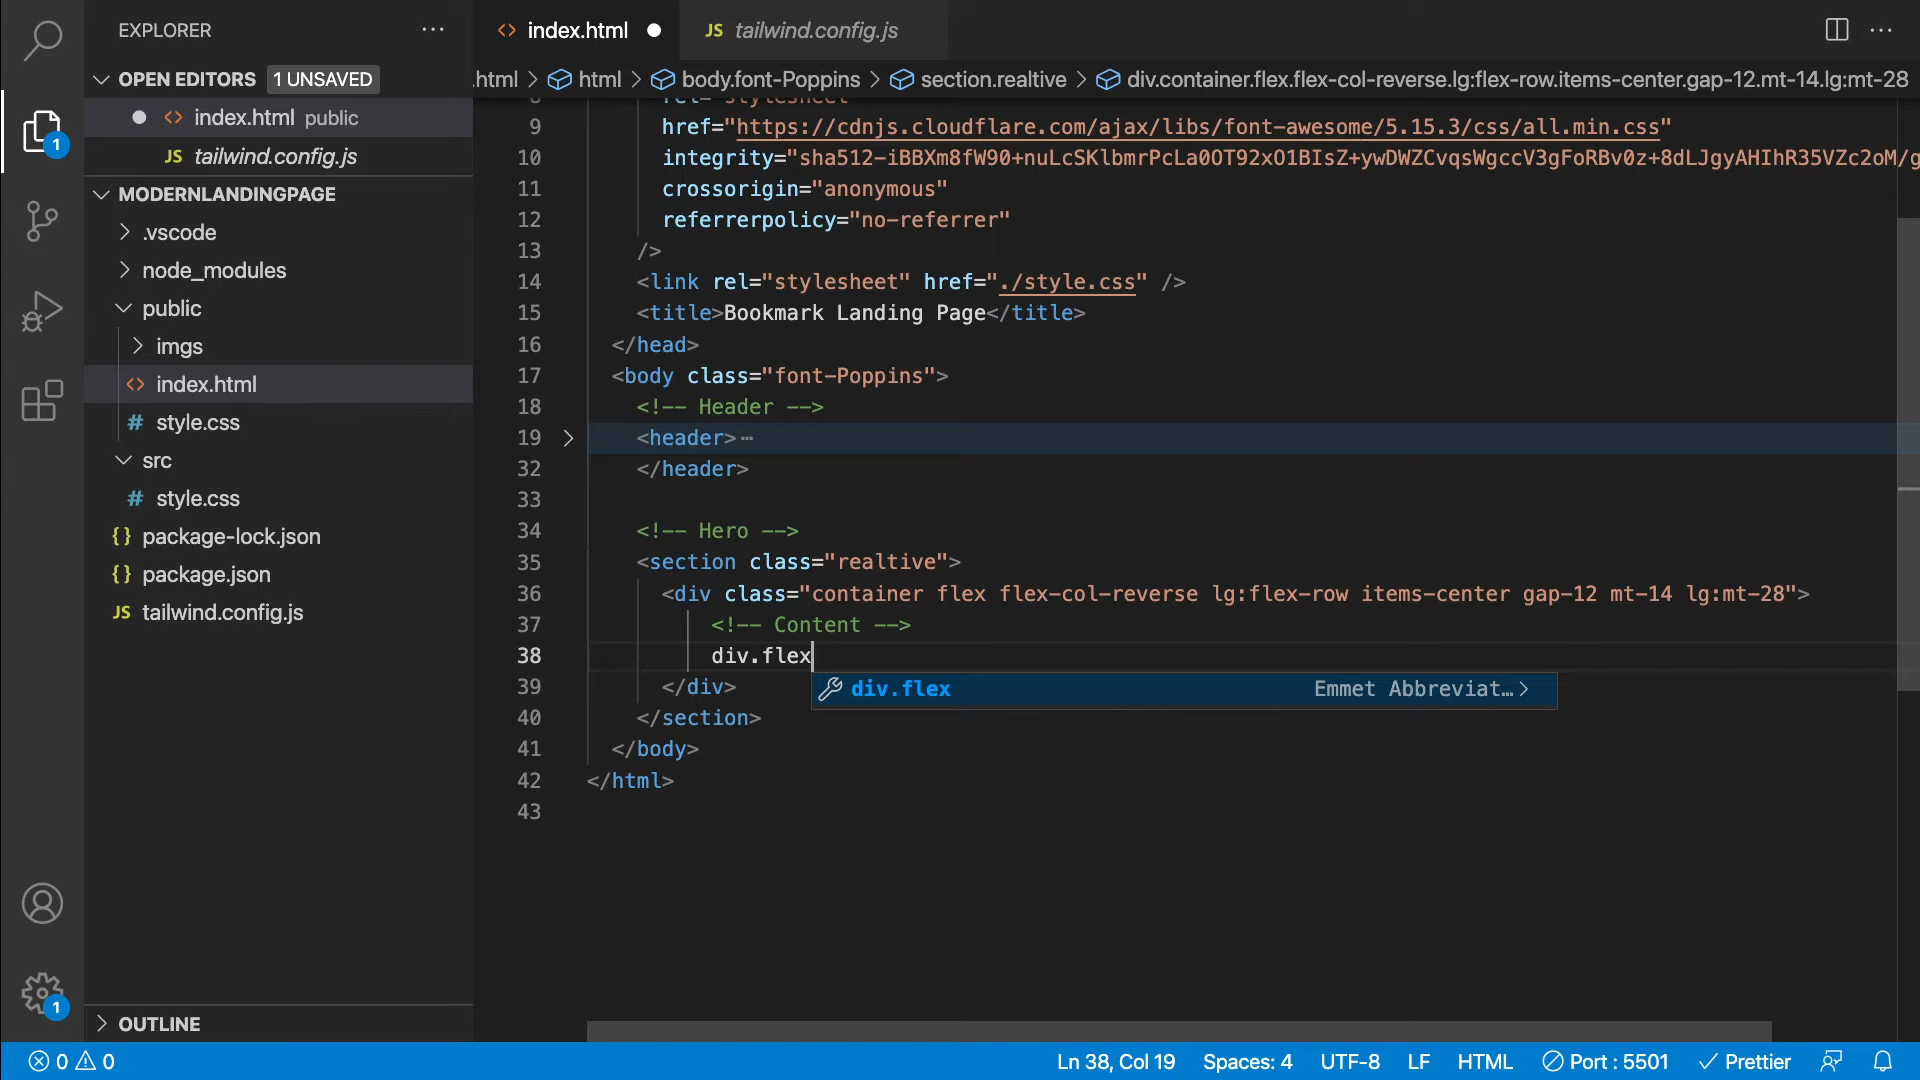 EXPLORER
OPEN EDITORS 1 UNSAVED
index.html public
JS tailwind.config.js
MODERNLANDINGPAGE
.vscode
node_modules
public
imgs
<> index.html
# style.css
src
# style.css
{} package-lock.json
{} package.json
JS tailwind.config.js
OUTLINE
1
1
<> index.html
JS tailwind.config.js
.html > html > body.font-Poppins > section.realtive > div.container.flex.flex-col-reverse.lg:flex-row.items-center.gap-12.mt-14.lg:mt-28
8 rel="stylesheet"
9 href="https://cdnjs.cloudflare.com/ajax/libs/font-awesome/5.15.3/css/all.min.css"
10 integrity="sha512-iBBXm8fW90+nuLcSKlbmrPcLa0OT92xO1BIsZ+ywDWZCvqsWgccV3gFoRBv0z+8dLJgyAHIhR35VZc2oM/g
11 crossorigin="anonymous"
12 referrerpolicy="no-referrer"
13 />
14 <link rel="stylesheet" href="./style.css" />
15 <title>Bookmark Landing Page</title>
16 </head>
17 <body class="font-Poppins">
18 <!-- Header -->
19 <header>…
32 </header>
33
34 <!-- Hero -->
35 <section class="realtive">
36 <div class="container flex flex-col-reverse lg:flex-row items-center gap-12 mt-14 lg:mt-28">
37 <!-- Content -->
38 div.flex
div.flex Emmet Abbreviat…>
39 </div>
40 </section>
41 </body>
42 </html>
43
0 0 Ln 38, Col 19 Spaces: 4 UTF-8 LF HTML Port : 5501 Prettier